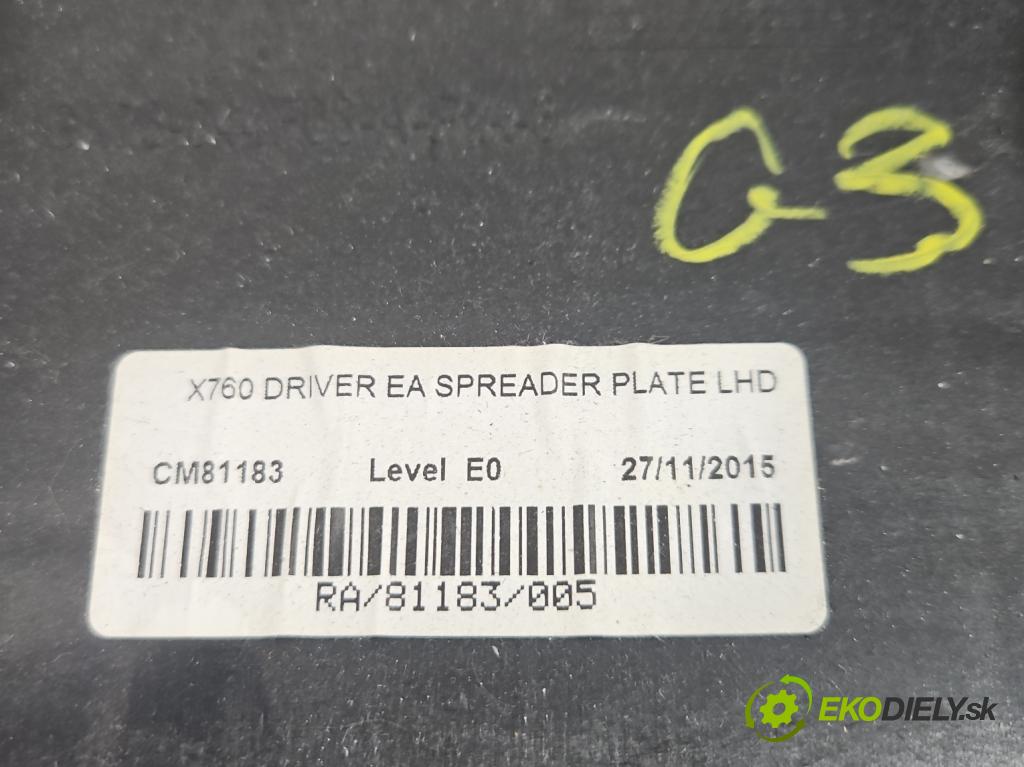 G3
X760 DRIVER EA SPREADER PLATE LHD
CM81183 Level E0 27/11/2015
RA/81183/005
EKODIELY.sk